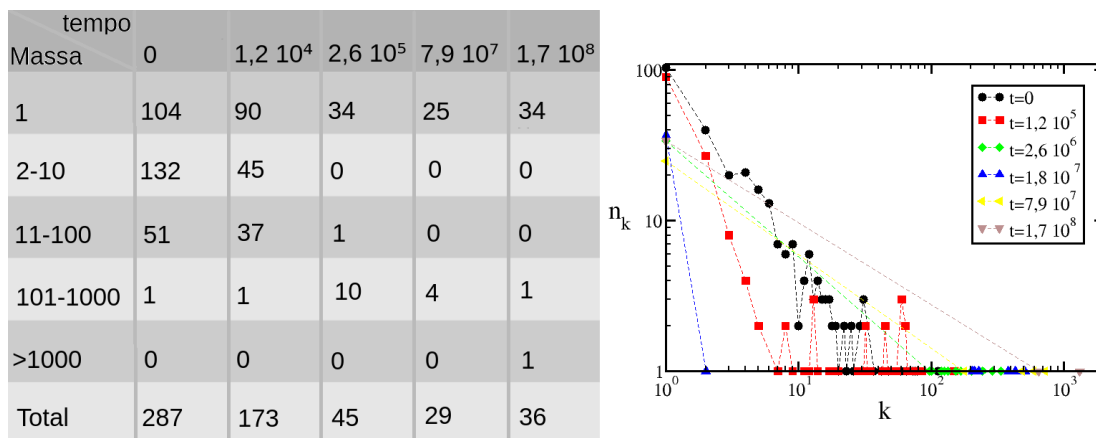 tempo
Massa 0 1,2 10⁴ 2,6 10⁵ 7,9 10⁷ 1,7 10⁸
1 104 90 34 25 34
2-10 132 45 0 0 0
11-100 51 37 1 0 0
101-1000 1 1 10 4 1
>1000 0 0 0 0 1
Total 287 173 45 29 36
100
10
1
nₖ
10⁰ 10¹ 10² 10³
k
t=0
t=1,2 10⁵
t=2,6 10⁶
t=1,8 10⁷
t=7,9 10⁷
t=1,7 10⁸